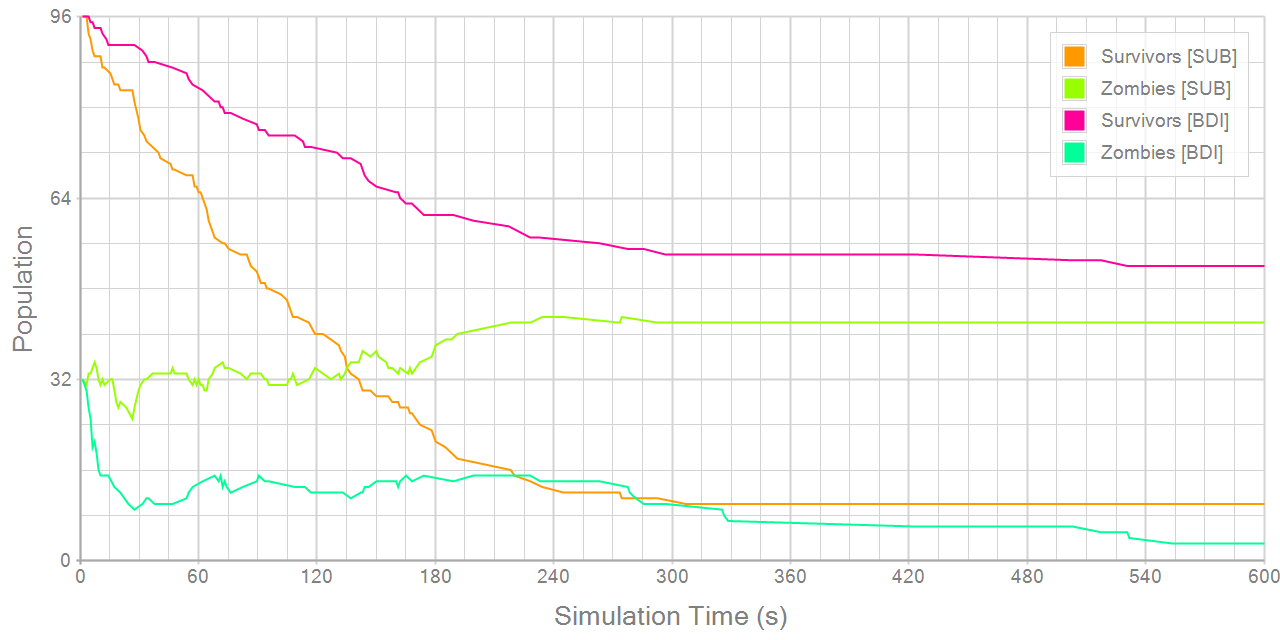 96
64
32
0
Population
Survivors [SUB]
Zombies [SUB]
Survivors [BDI]
Zombies [BDI]
0 60 120 180 240 300 360 420 480 540 600
Simulation Time (s)